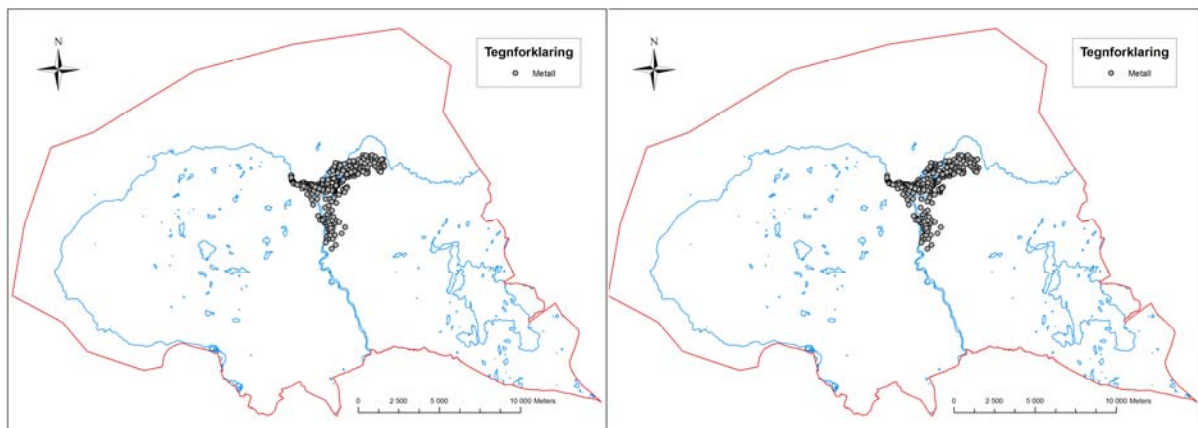 N
Tegnforklaring
Metall
0 2 500 5 000 10 000 Meters
N
Tegnforklaring
Metall
0 2 500 5 000 10 000 Meters